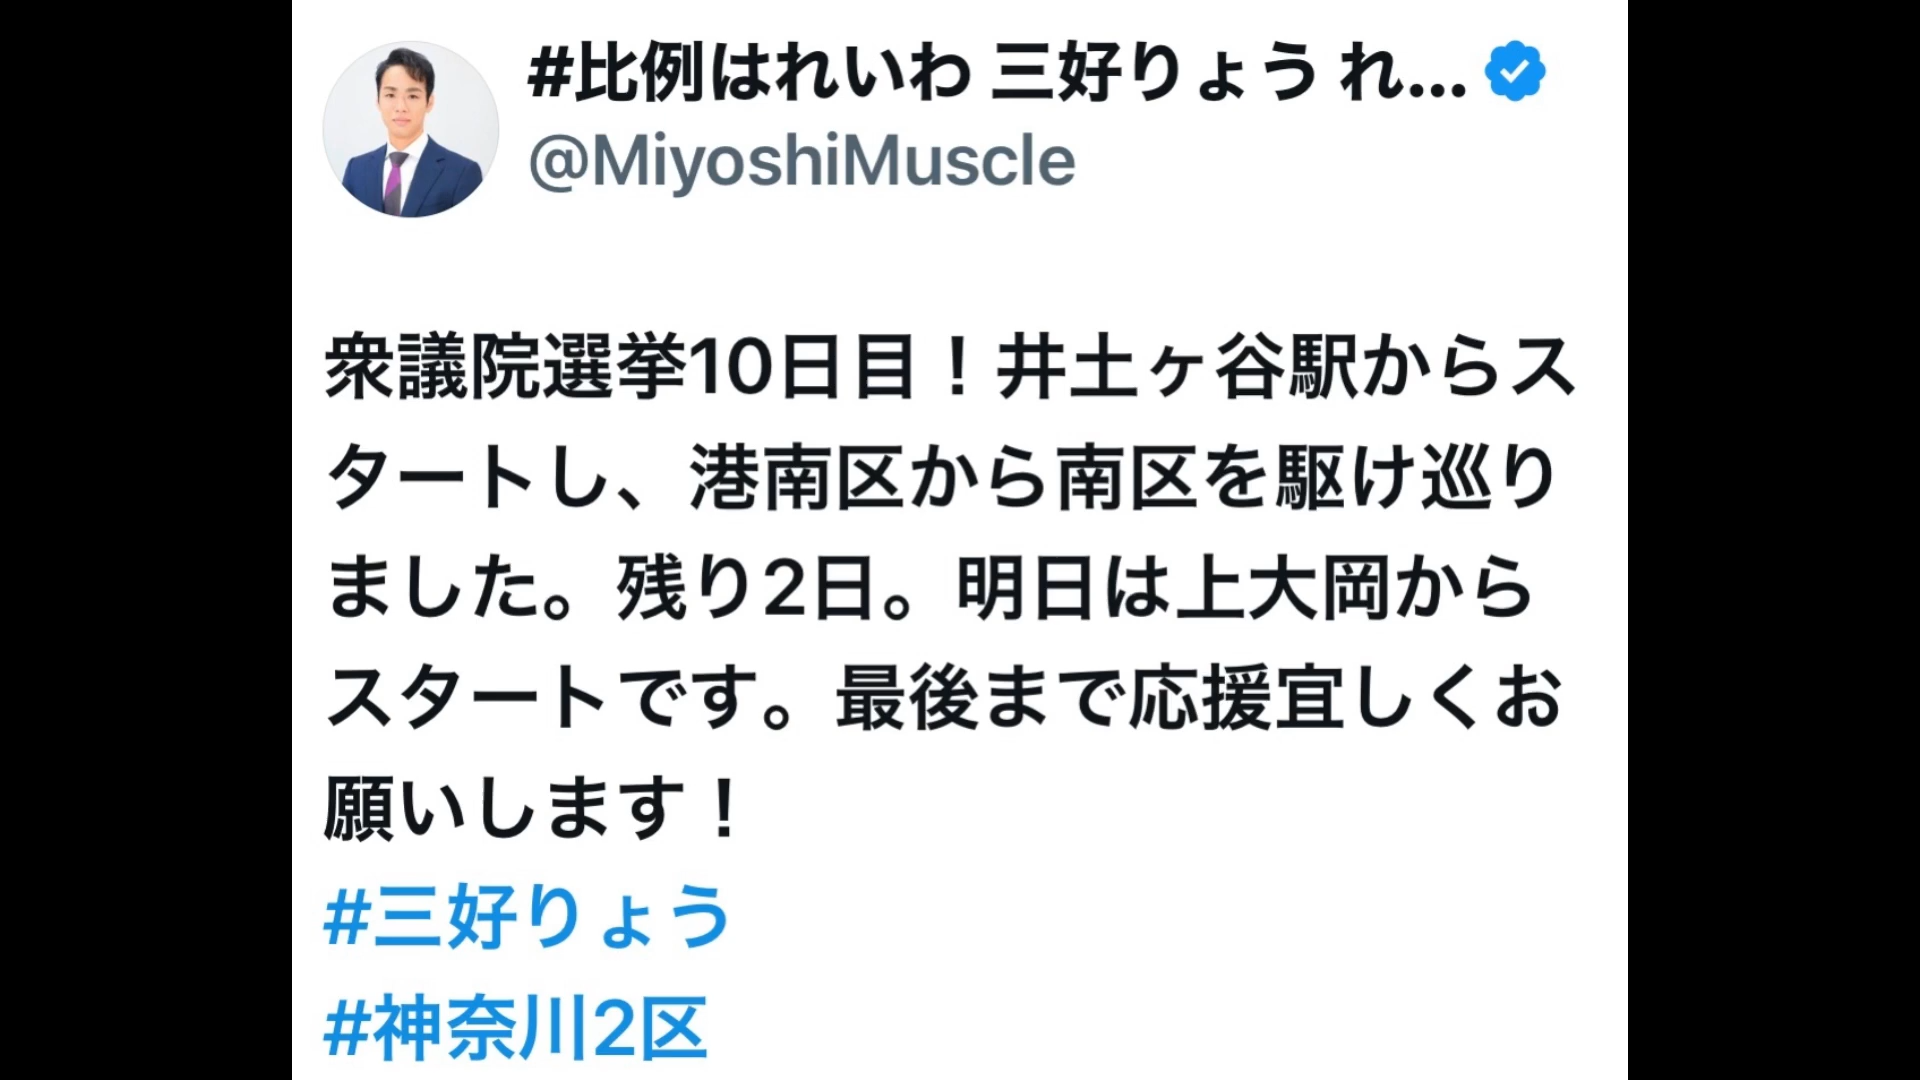 #比例はれいわ 三好りょう れ...
@MiyoshiMuscle
衆議院選挙10日目！井土ヶ谷駅からス
タートし、港南区から南区を駆け巡り
ました。残り2日。明日は上大岡から
スタートです。最後まで応援宜しくお
願いします！
#三好りょう
#神奈川2区